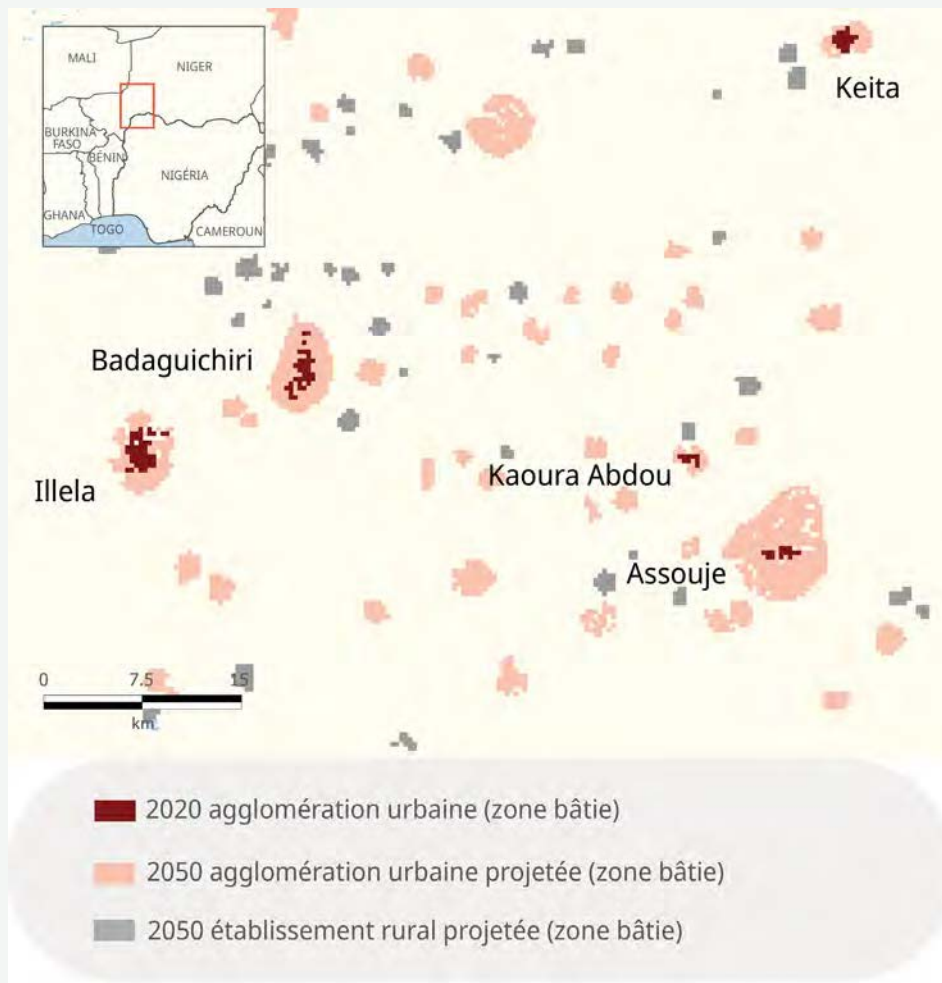 MALI
NIGER
BURKINA
FASO
BÉNIN
NIGÉRIA
GHANA
TOGO
CAMEROUN
Keita
Badaguichiri
Illela
Kaoura Abdou
Assouje
0 7.5 15
km
2020 agglomération urbaine (zone bâtie)
2050 agglomération urbaine projetée (zone bâtie)
2050 établissement rural projetée (zone bâtie)